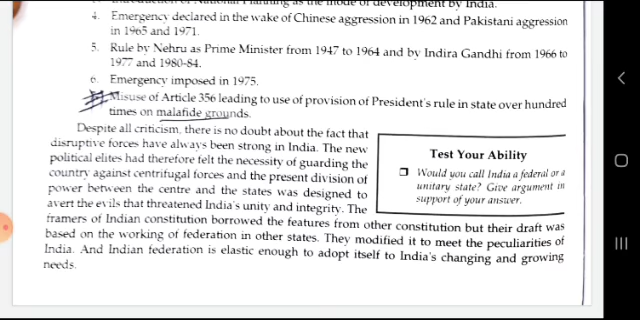 4. Emergency declared in the wake of Chinese aggression in 1962 and Pakistani aggression
in 1965 and 1971.
5. Rule by Nehru as Prime Minister from 1947 to 1964 and by Indira Gandhi from 1966 to
1977 and 1980-84.
6. Emergency imposed in 1975.
Misuse of Article 356 leading to use of provision of President's rule in state over hundred
times on malafide grounds.
Despite all criticism, there is no doubt about the fact that
disruptive forces have always been strong in India. The new
political elites had therefore felt the necessity of guarding the
country against centrifugal forces and the present division of
power between the centre and the states was designed to
avert the evils that threatened India's unity and integrity. The
framers of Indian constitution borrowed the features from other constitution but their draft was
based on the working of federation in other states. They modified it to meet the peculiarities of
India. And Indian federation is elastic enough to adopt itself to India's changing and growing
needs.
Test Your Ability
❒ Would you call India a federal or a
unitary state? Give argument in
support of your answer.